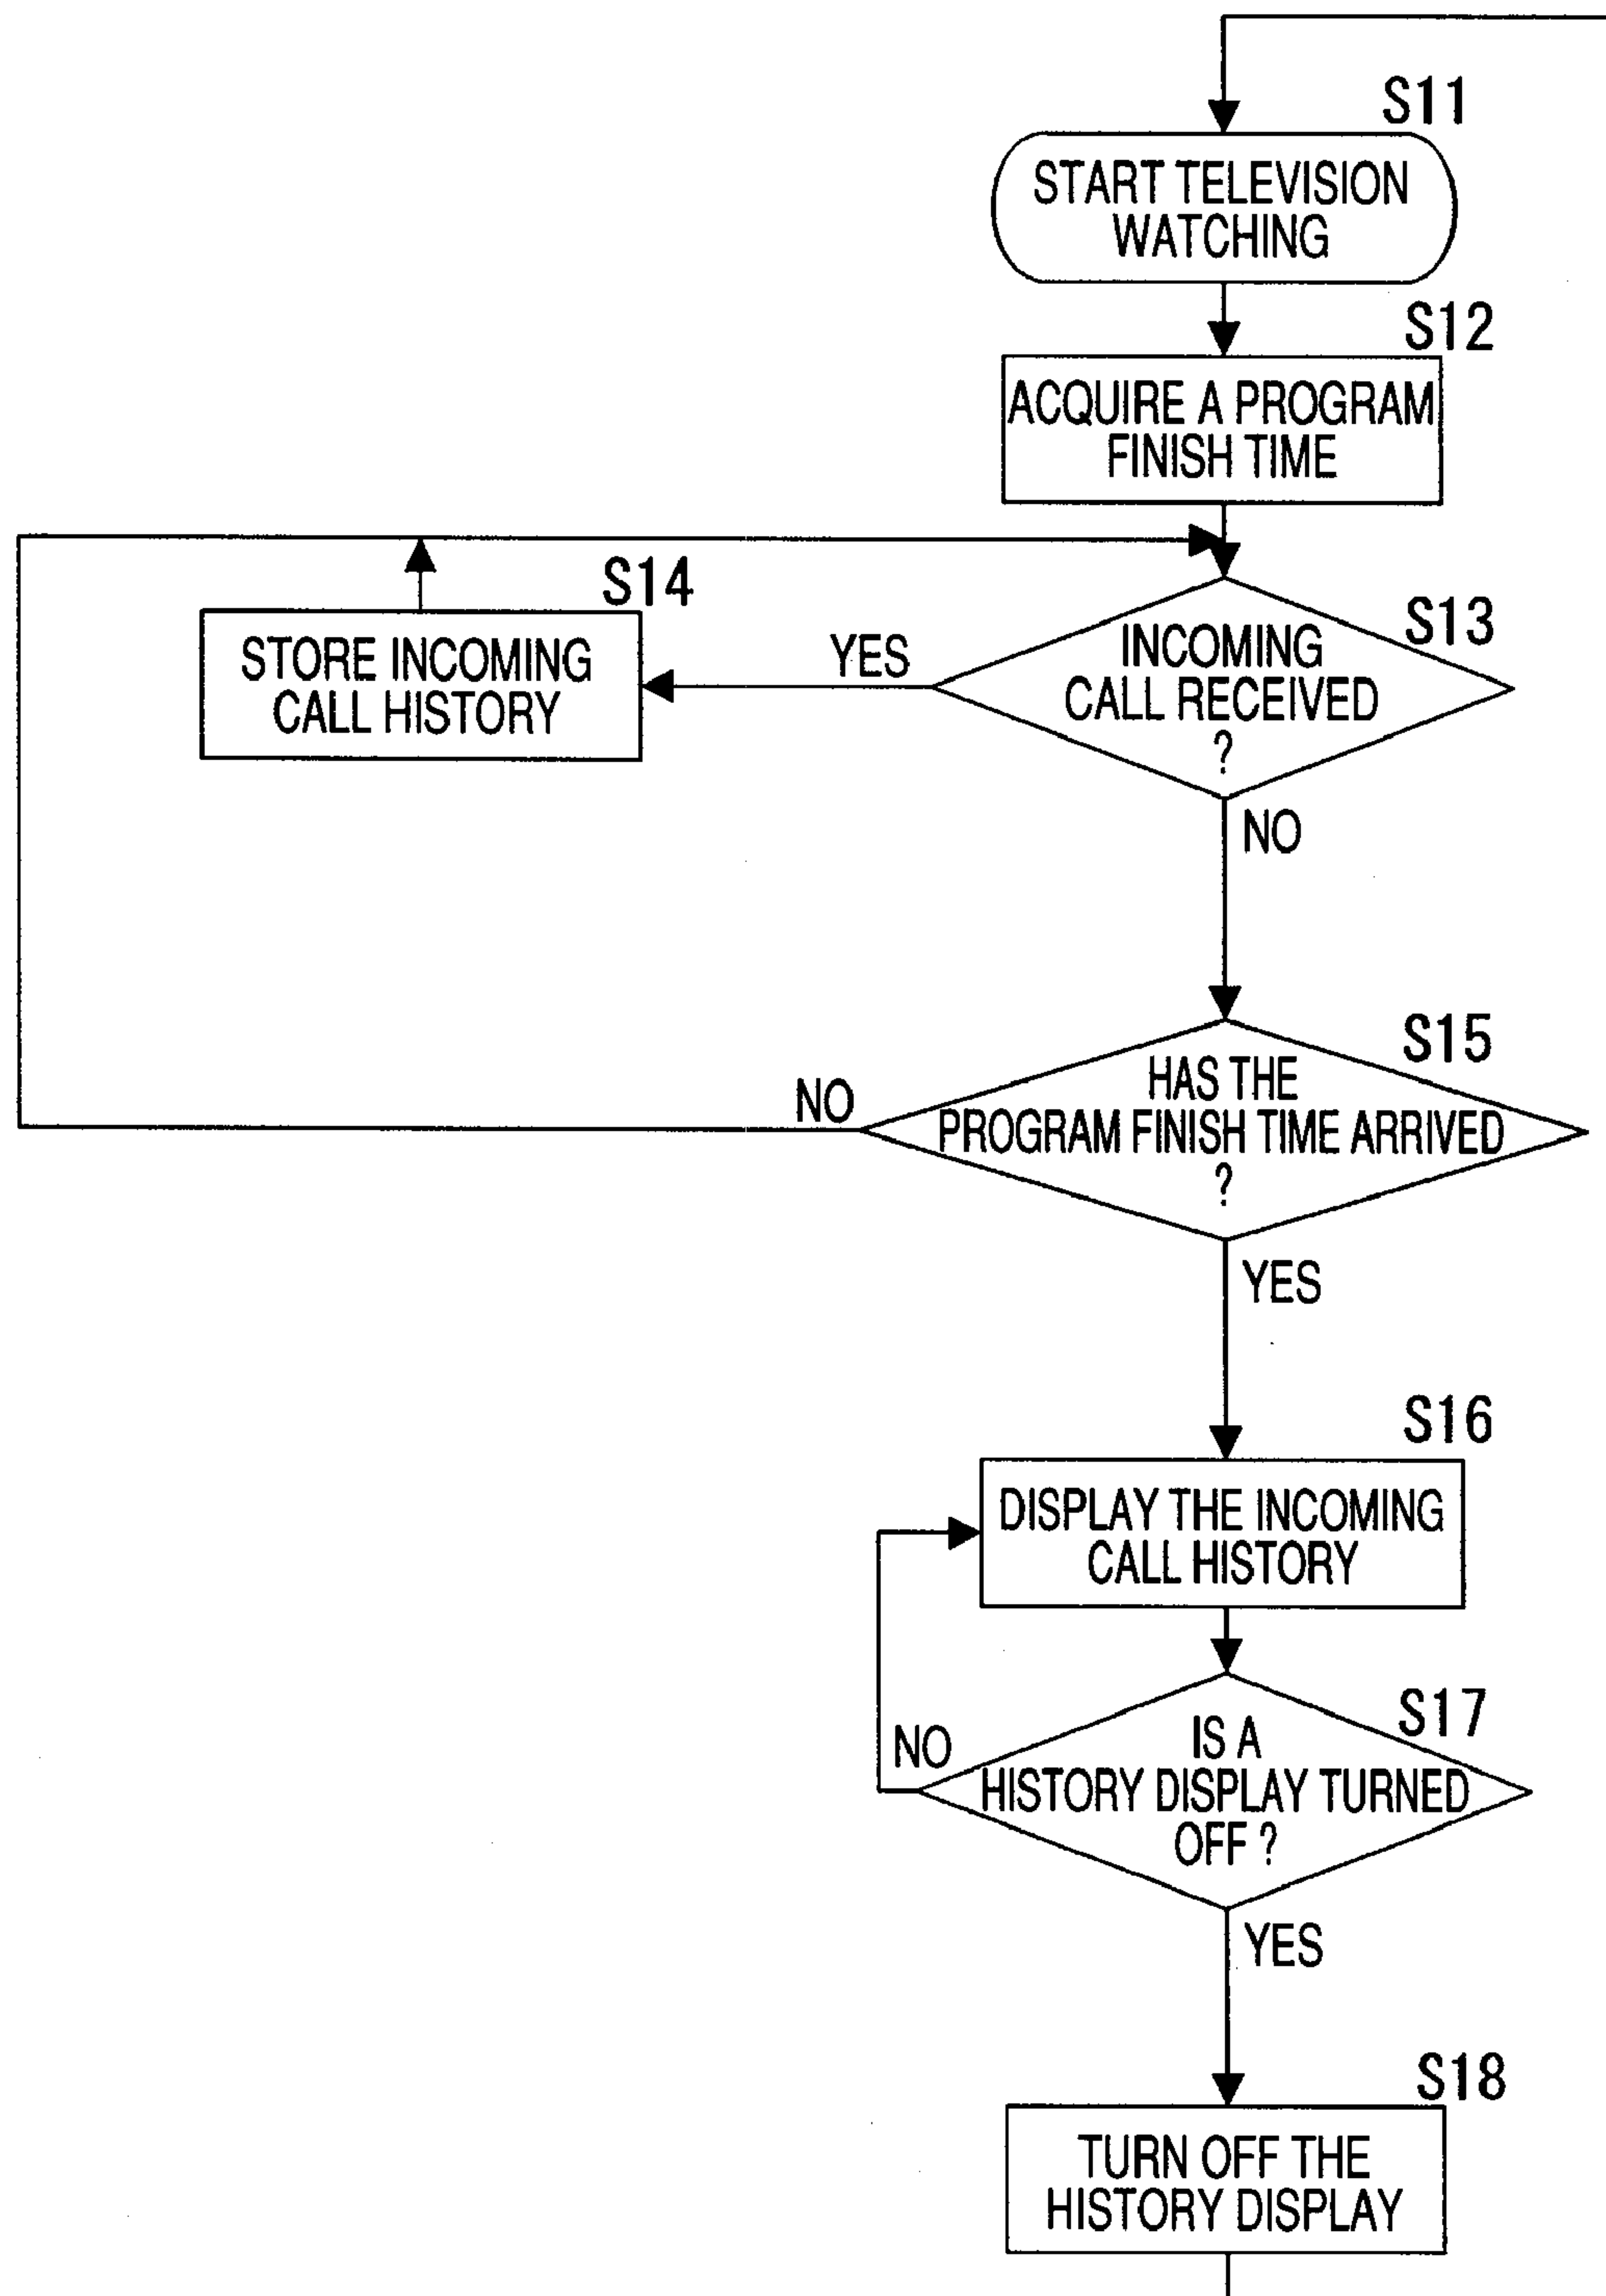 S11
START TELEVISION
WATCHING
S12
ACQUIRE A PROGRAM
FINISH TIME
S14
STORE INCOMING
CALL HISTORY
YES
S13
INCOMING
CALL RECEIVED
?
NO
S15
HAS THE
PROGRAM FINISH TIME ARRIVED
?
NO
YES
S16
DISPLAY THE INCOMING
CALL HISTORY
S17
IS A
HISTORY DISPLAY TURNED
OFF ?
NO
YES
S18
TURN OFF THE
HISTORY DISPLAY